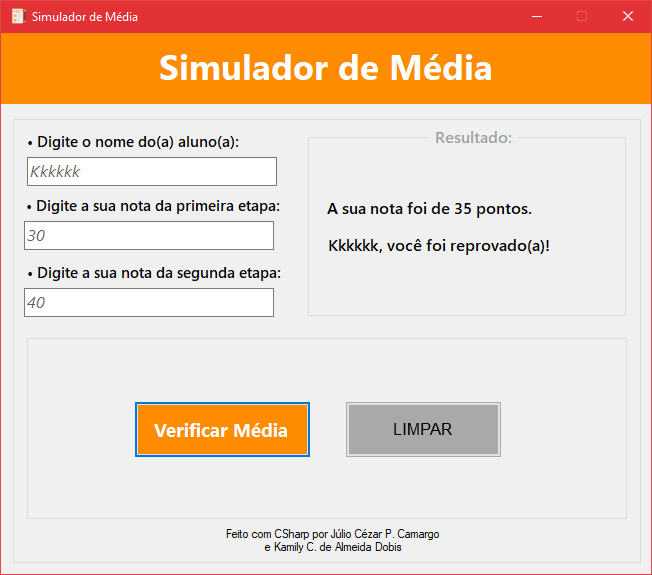 Simulador de Média
Simulador de Média
• Digite o nome do(a) aluno(a):
Kkkkkk
• Digite a sua nota da primeira etapa:
30
• Digite a sua nota da segunda etapa:
40
Resultado:
A sua nota foi de 35 pontos.
Kkkkkk, você foi reprovado(a)!
Verificar Média
LIMPAR
Feito com CSharp por Júlio Cézar P. Camargo
e Kamily C. de Almeida Dobis